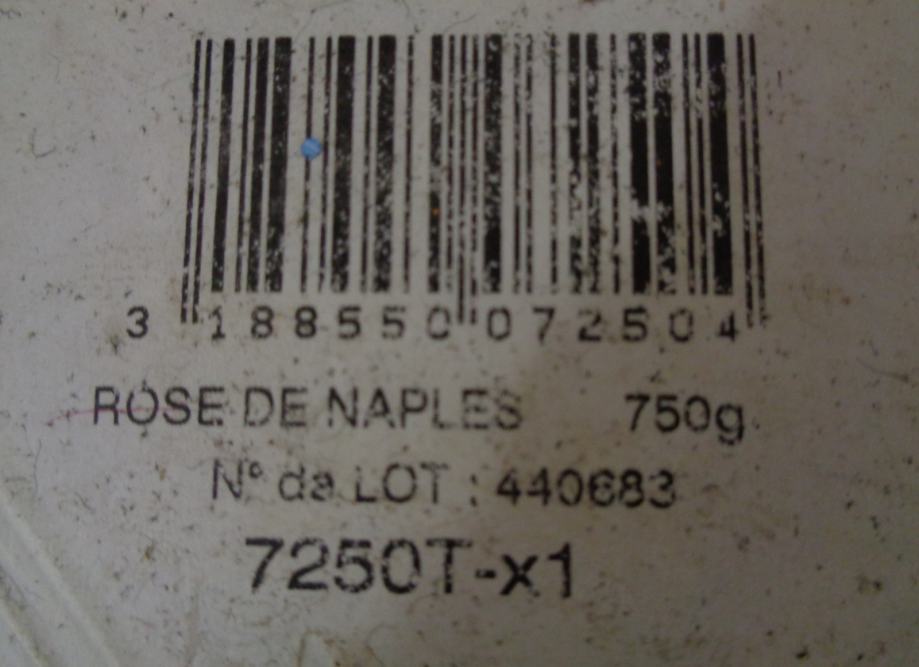 3 188550 072504
ROSE DE NAPLES 750g
N° de LOT : 440683
7250T-x1